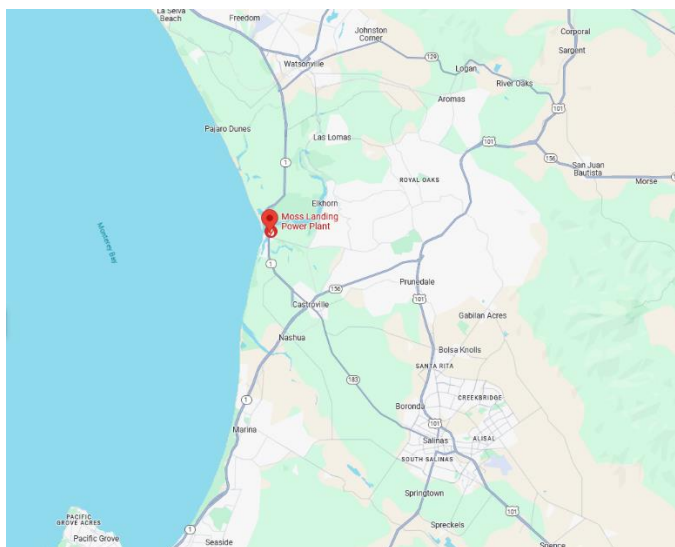 La Selva
Beach
Freedom
Johnston
Corner
Corporal
Sargent
Watsonville
129
Logan
River Oaks
101
Aromas
Pajaro Dunes
1
Las Lomas
101
156
San Juan
Bautista
Morse
ROYAL OAKS
Elkhorn
Moss Landing
Power Plant
Monterey Bay
1
156
Prunedale
101
Castroville
Gabilan Acres
Nashua
Bolsa Knolls
SANTA RITA
183
1
CREEKBRIDGE
Boronda
101
Marina
Salinas
ALISAL
SOUTH SALINAS
Springtown
101
PACIFIC
GROVE ACRES
Pacific Grove
1
Seaside
Spreckels
Spence